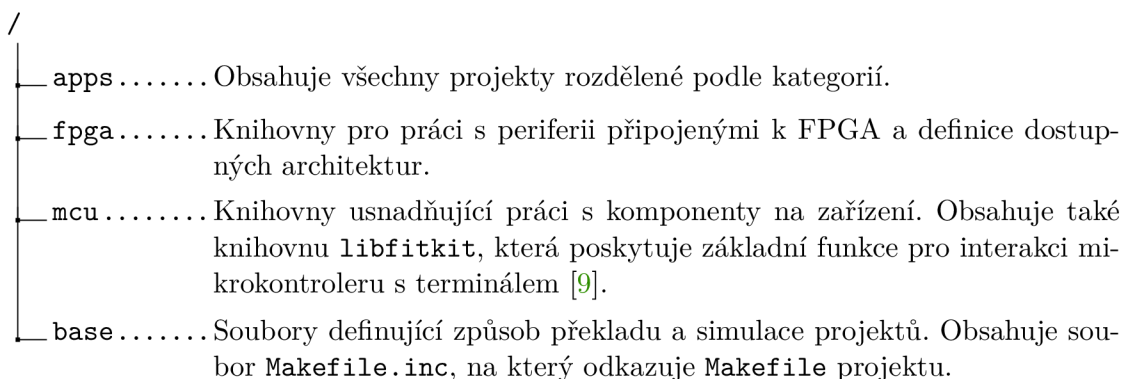 /
apps.......Obsahuje všechny projekty rozdělené podle kategorií.
fpga.......Knihovny pro práci s periferii připojenými k FPGA a definice dostup-
ných architektur.
mcu........Knihovny usnadňující práci s komponenty na zařízení. Obsahuje také
knihovnu libfitkit, která poskytuje základní funkce pro interakci mi-
krokontroleru s terminálem [9].
base.......Soubory definující způsob překladu a simulace projektů. Obsahuje sou-
bor Makefile.inc, na který odkazuje Makefile projektu.